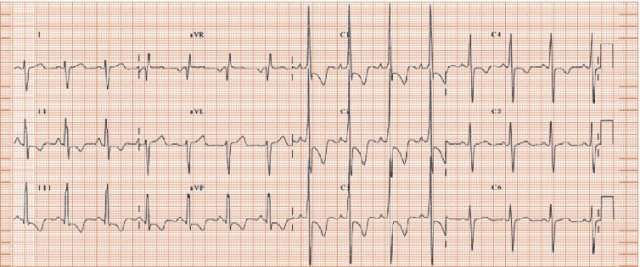 I aVR C1 C4
II aVL C2 C5
III aVF C3 C6